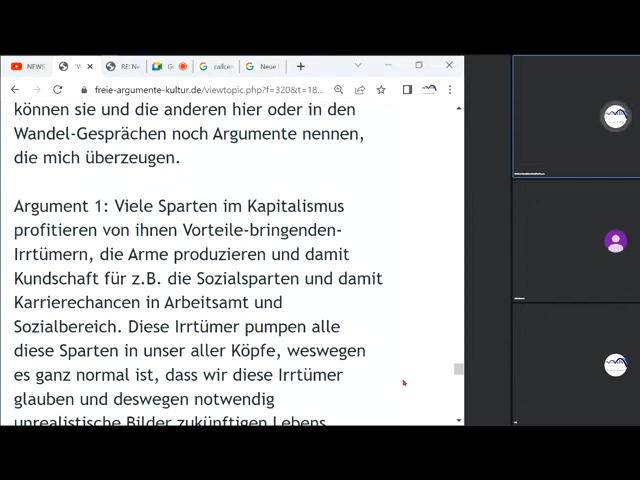 NEWS
RE: Ne
Go
callcen
Neue
freie-argumente-kultur.de/viewtopic.php?f=320&t=18...
können sie und die anderen hier oder in den
Wandel-Gesprächen noch Argumente nennen,
die mich überzeugen.
Argument 1: Viele Sparten im Kapitalismus
profitieren von ihnen Vorteile-bringenden-
Irrtümern, die Arme produzieren und damit
Kundschaft für z.B. die Sozialsparten und damit
Karrierechancen in Arbeitsamt und
Sozialbereich. Diese Irrtümer pumpen alle
diese Sparten in unser aller Köpfe, weswegen
es ganz normal ist, dass wir diese Irrtümer
glauben und deswegen notwendig
unrealistische Bilder zukünftigen Lebens